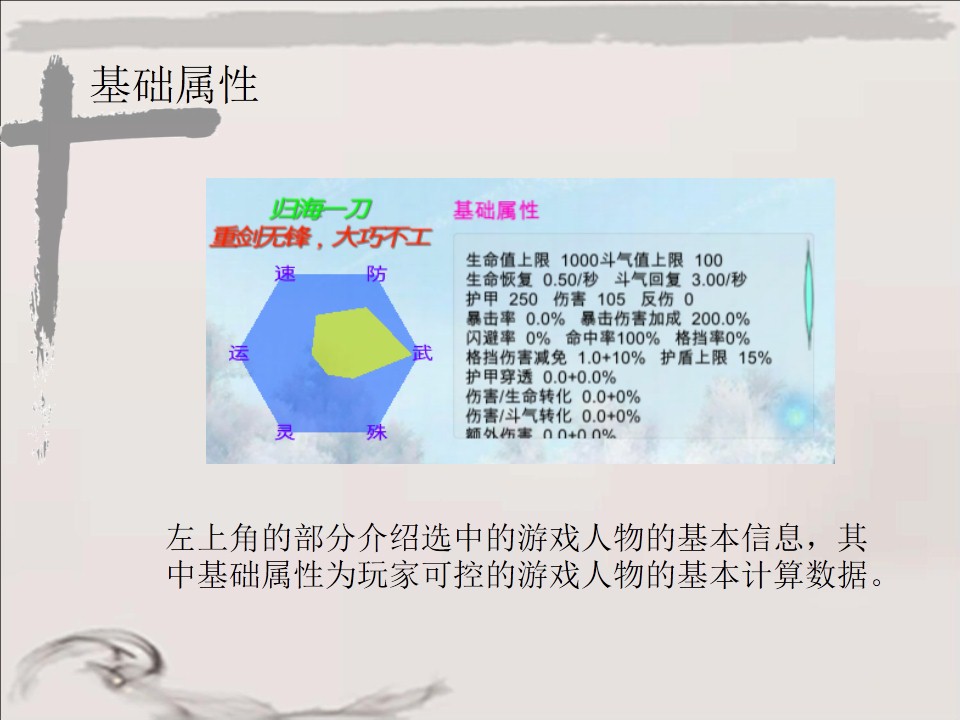 基础属性
归海一刀
重剑无锋，大巧不工
速 防
运 武
灵 殊
基础属性
生命值上限 1000斗气值上限 100
生命恢复 0.50/秒 斗气回复 3.00/秒
护甲 250 伤害 105 反伤 0
暴击率 0.0% 暴击伤害加成 200.0%
闪避率 0% 命中率100% 格挡率0%
格挡伤害减免 1.0+10% 护盾上限 15%
护甲穿透 0.0+0.0%
伤害/生命转化 0.0+0%
伤害/斗气转化 0.0+0%
额外伤害 0.0+0.0%
左上角的部分介绍选中的游戏人物的基本信息，其
中基础属性为玩家可控的游戏人物的基本计算数据。